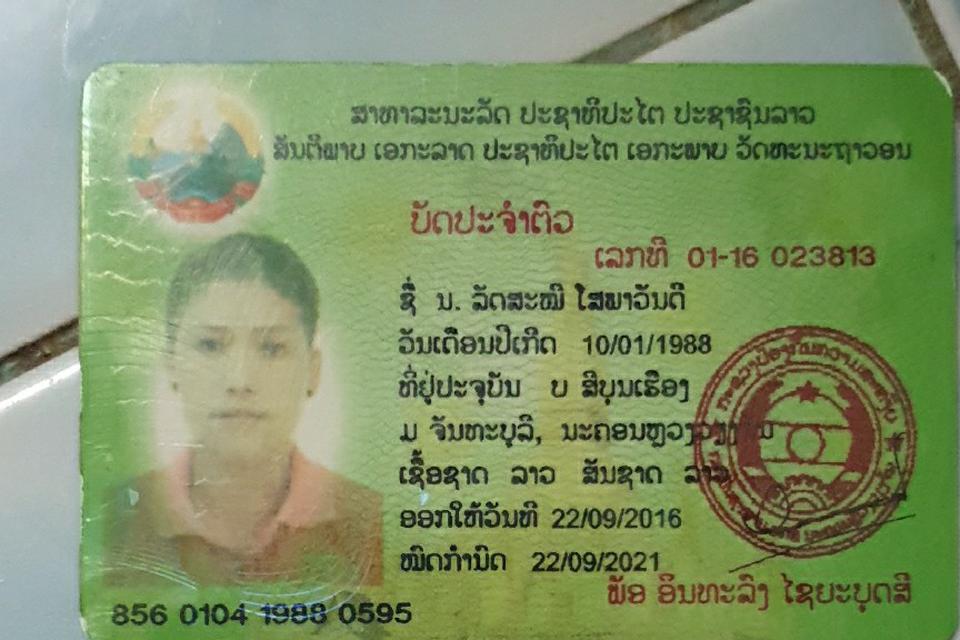 ສາທາລະນະລັດ ປະຊາທິປະໄຕ ປະຊາຊົນລາວ
ສັນຕິພາບ ເອກະລາດ ປະຊາທິປະໄຕ ເອກະພາບ ວັດທະນະຖາວອນ
ບັດປະຈຳຕົວ
ເລກທີ 01-16 023813
ຊື່ ນ. ລັດສະໝີ ໂສພາວັນດີ
ວັນເດືອນປີເກີດ 10/01/1988
ທີ່ຢູ່ປະຈຸບັນ ບ ສີບຸນເຮືອງ
ມ ຈັນທະບຸລີ, ນະຄອນຫຼວງວຽງຈັນ
ເຊື້ອຊາດ ລາວ ສັນຊາດ ລາວ
ອອກໃຫ້ວັນທີ 22/09/2016
ໝົດກຳນົດ 22/09/2021
ພັອ ອິນທະລົງ ໄຊຍະບຸດສີ
856 0104 1988 0595